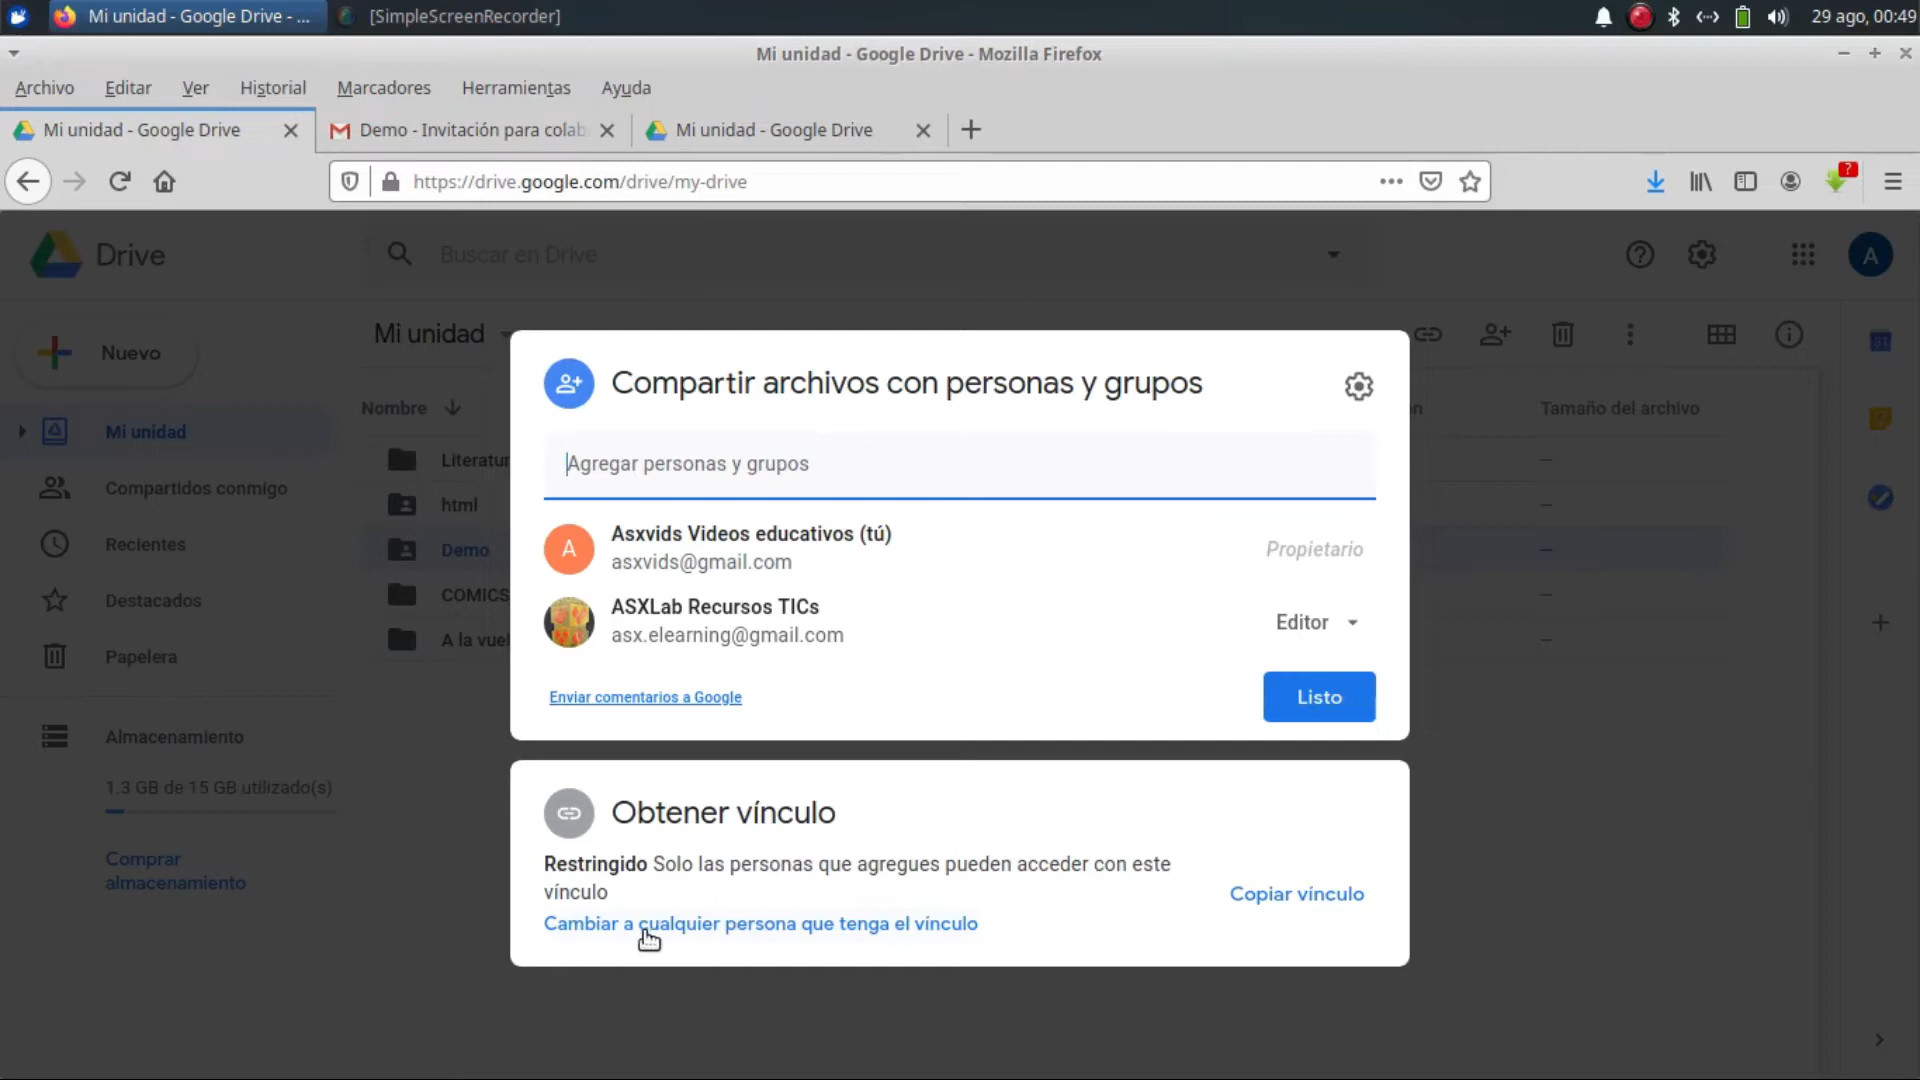 Mi unidad - Google Drive - ...
[SimpleScreenRecorder]
29 ago, 00:49
Mi unidad - Google Drive - Mozilla Firefox
Archivo Editar Ver Historial Marcadores Herramientas Ayuda
Mi unidad - Google Drive
Demo - Invitación para colab
Mi unidad - Google Drive
https://drive.google.com/drive/my-drive
?
Drive
Buscar en Drive
A
Mi unidad
Nuevo
Nombre
Tamaño del archivo
Mi unidad
Literatur
Compartidos conmigo
html
Recientes
Demo
Destacados
COMICS
Papelera
A la vuel
Almacenamiento
1.3 GB de 15 GB utilizado(s)
Comprar
almacenamiento
Compartir archivos con personas y grupos
Agregar personas y grupos
A
Asxvids Videos educativos (tú)
asxvids@gmail.com
Propietario
ASXLab Recursos TICs
asx.elearning@gmail.com
Editor
Enviar comentarios a Google
Listo
Obtener vínculo
Restringido Solo las personas que agregues pueden acceder con este
vínculo
Copiar vínculo
Cambiar a cualquier persona que tenga el vínculo